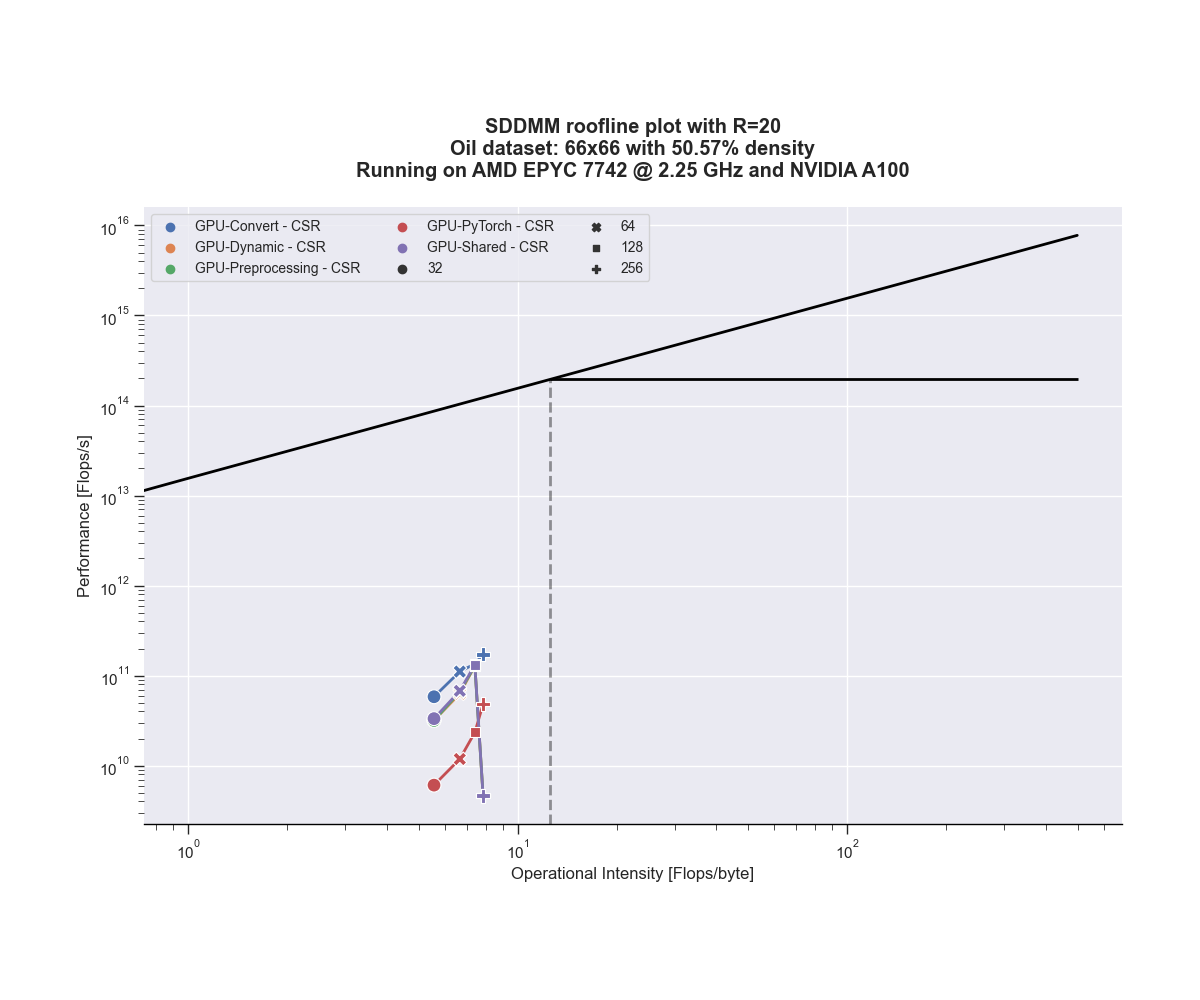 SDDMM roofline plot with R=20
Oil dataset: 66x66 with 50.57% density
Running on AMD EPYC 7742 @ 2.25 GHz and NVIDIA A100
GPU-Convert - CSR
GPU-Dynamic - CSR
GPU-Preprocessing - CSR
GPU-PyTorch - CSR
GPU-Shared - CSR
32
64
128
256
Performance [Flops/s]
10^16
10^15
10^14
10^13
10^12
10^11
10^10
10^0
10^1
10^2
Operational Intensity [Flops/byte]